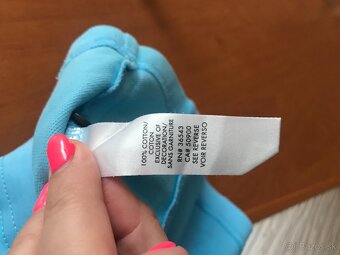 100% COTTON/
COTON
EXCLUSIVE OF
DECORATION/
SANS GARNITURE
RN# 36543
CA# 50900
SEE REVERSE
VOIR REVERSO